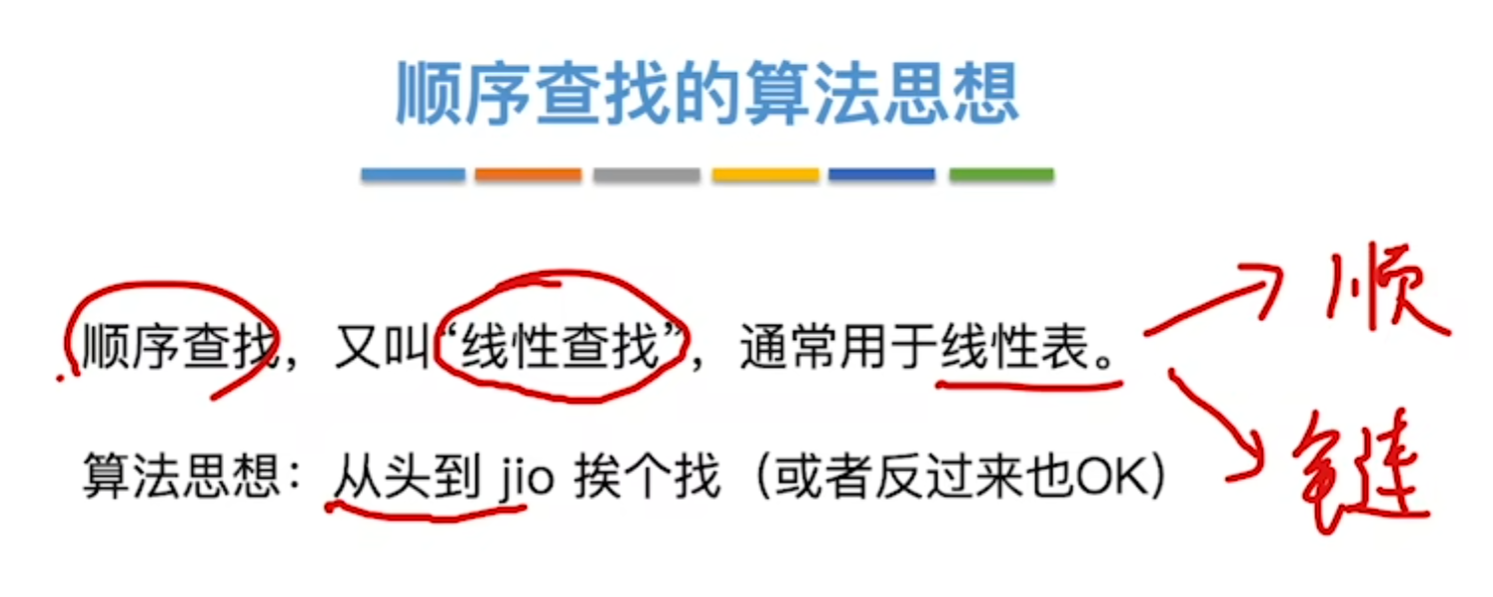 顺序查找的算法思想
顺序查找，又叫“线性查找”，通常用于线性表。
顺
链
算法思想：从头到 jio 挨个找（或者反过来也OK）